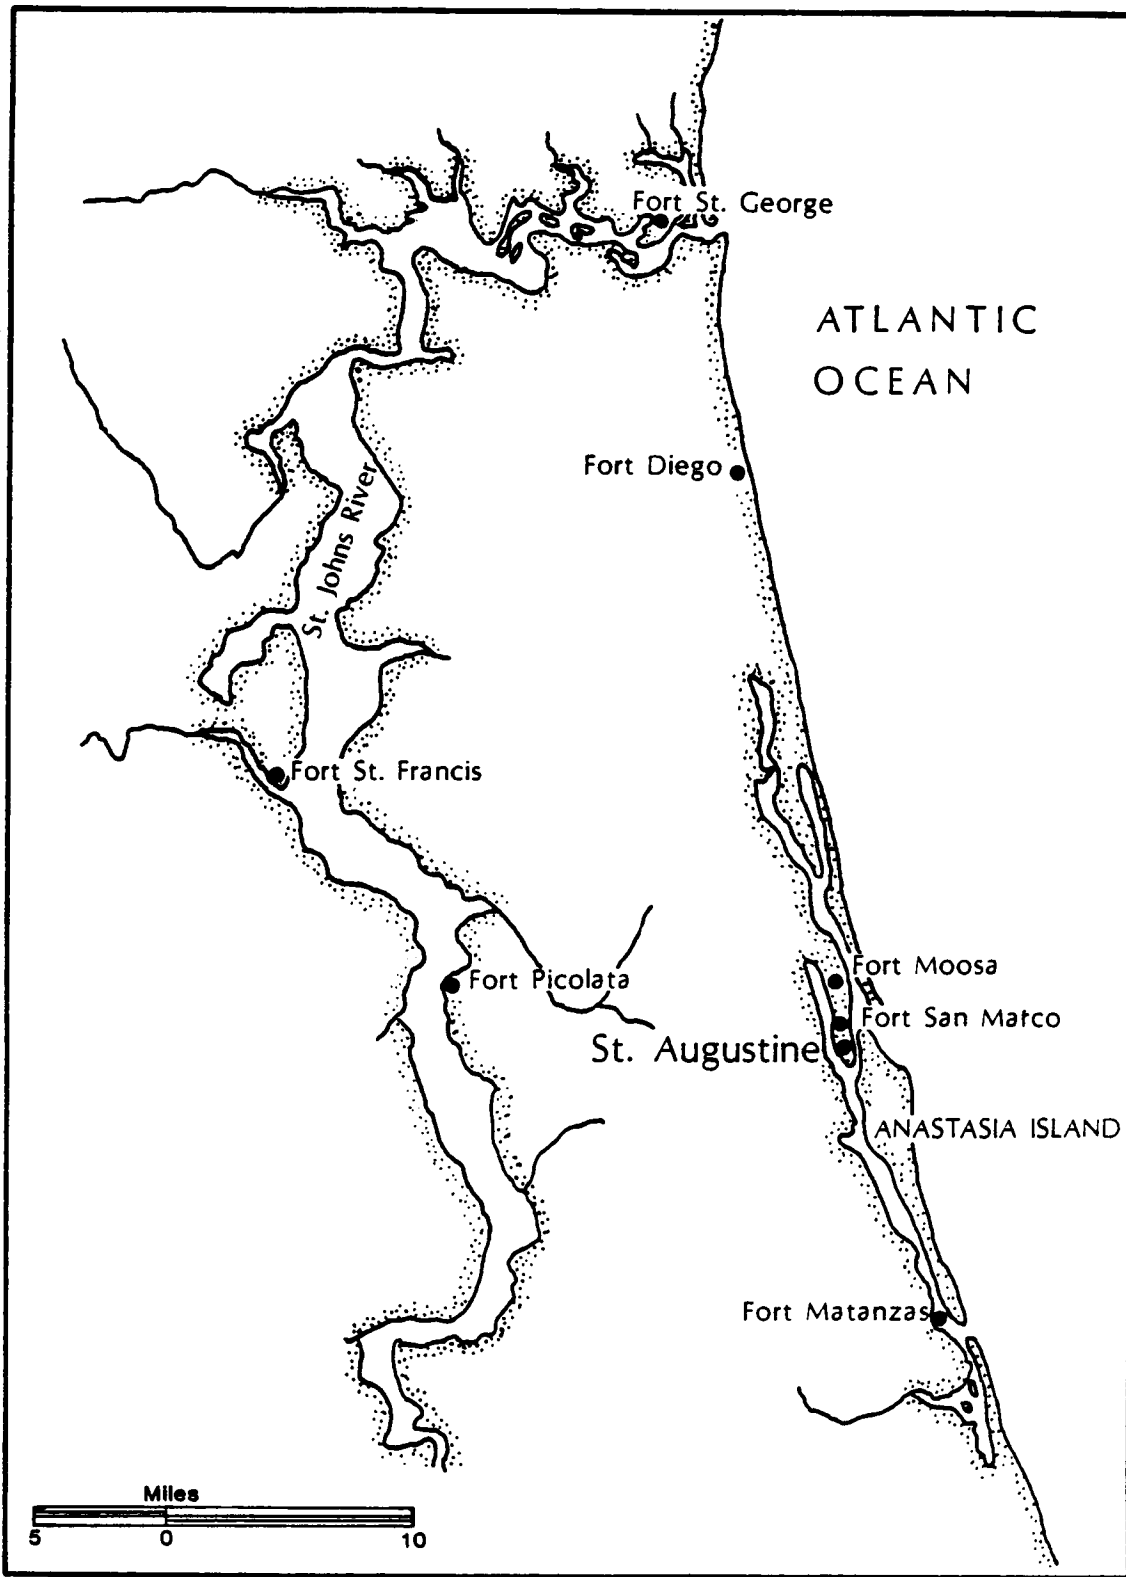 Fort St. George
ATLANTIC
OCEAN
Fort Diego
St. Johns River
Fort St. Francis
Fort Moosa
Fort Picolata
Fort San Marco
St. Augustine
ANASTASIA ISLAND
Fort Matanzas
Miles
5 0 10